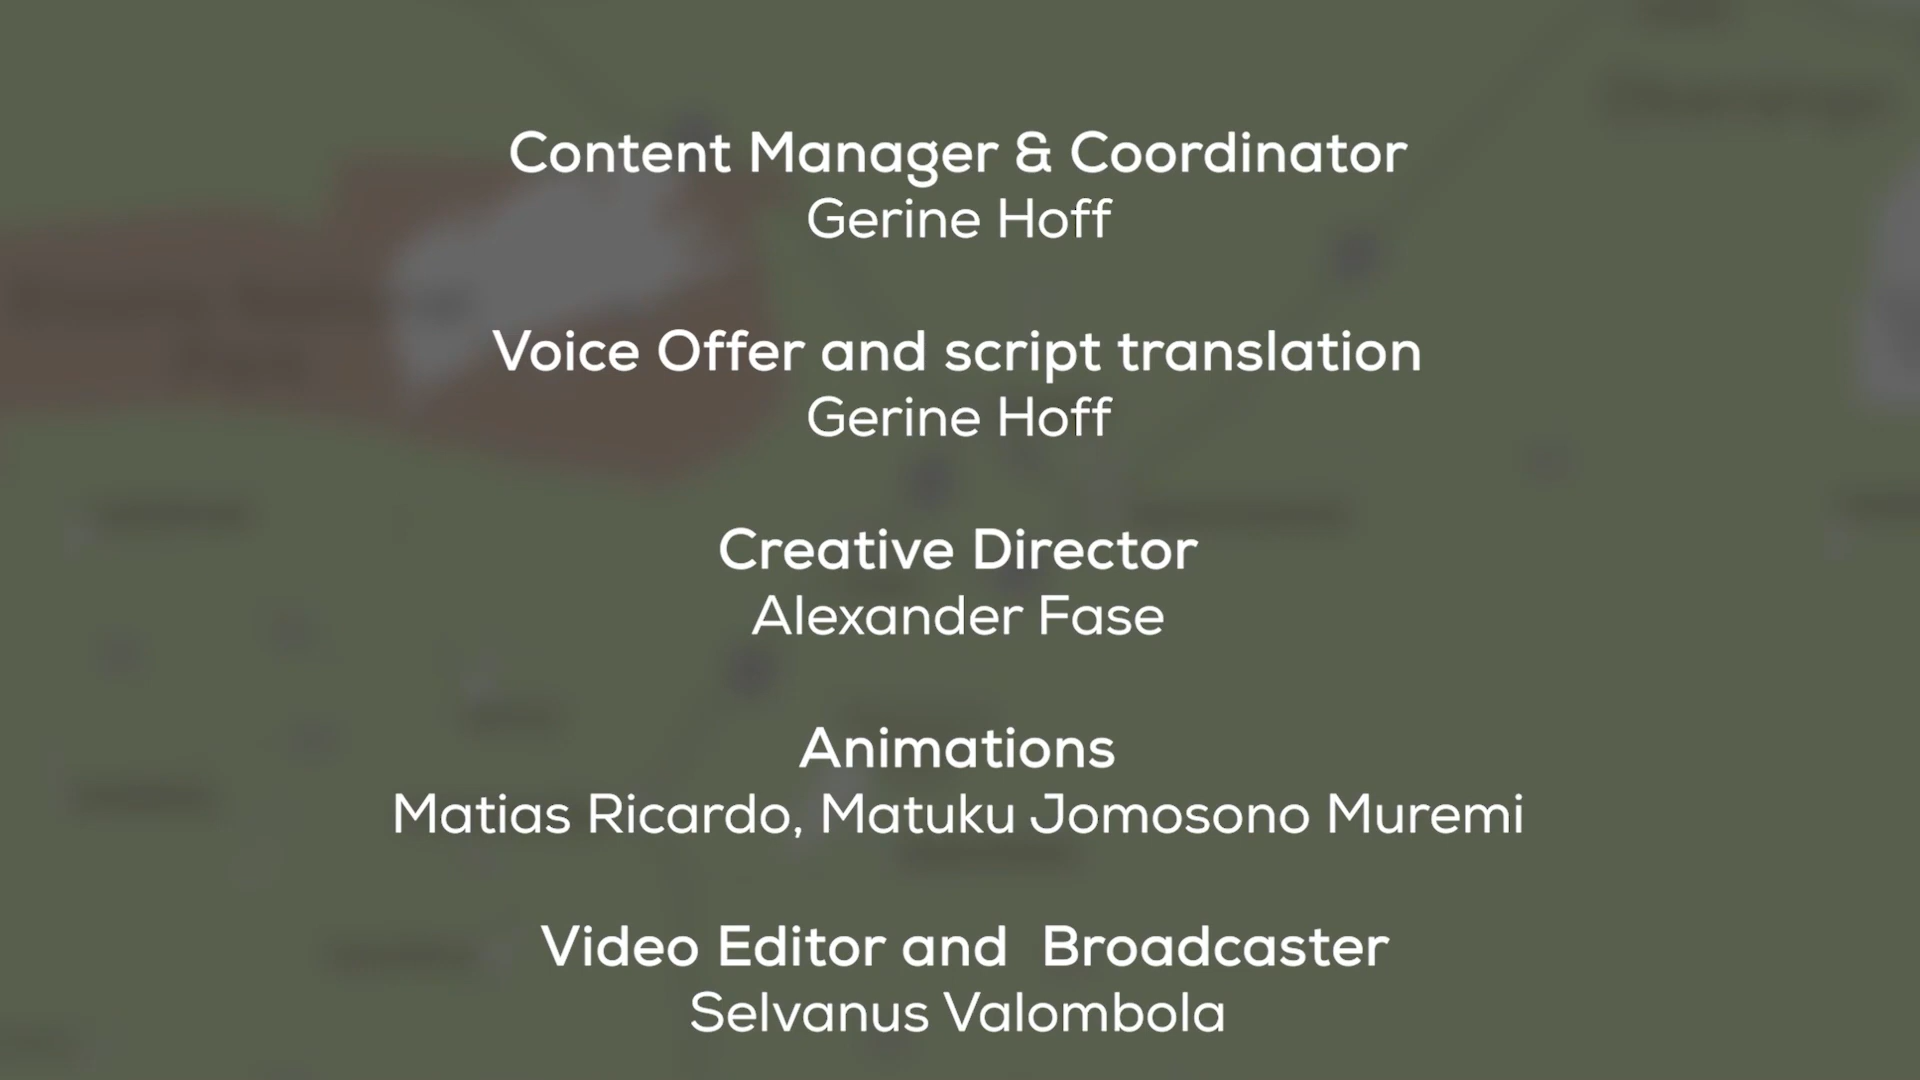 Content Manager & Coordinator
Gerine Hoff
Voice Offer and script translation
Gerine Hoff
Creative Director
Alexander Fase
Animations
Matias Ricardo, Matuku Jomosono Muremi
Video Editor and  Broadcaster
Selvanus Valombola